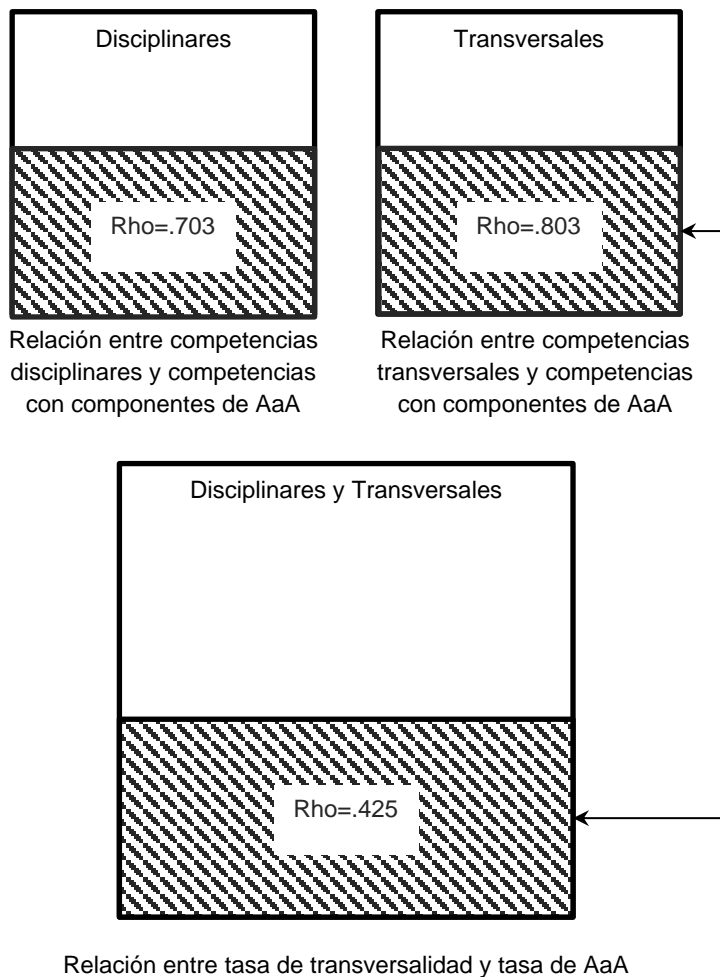 Disciplinares
Rho=.703
Relación entre competencias
disciplinares y competencias
con componentes de AaA
Transversales
Rho=.803
Relación entre competencias
transversales y competencias
con componentes de AaA
Disciplinares y Transversales
Rho=.425
Relación entre tasa de transversalidad y tasa de AaA